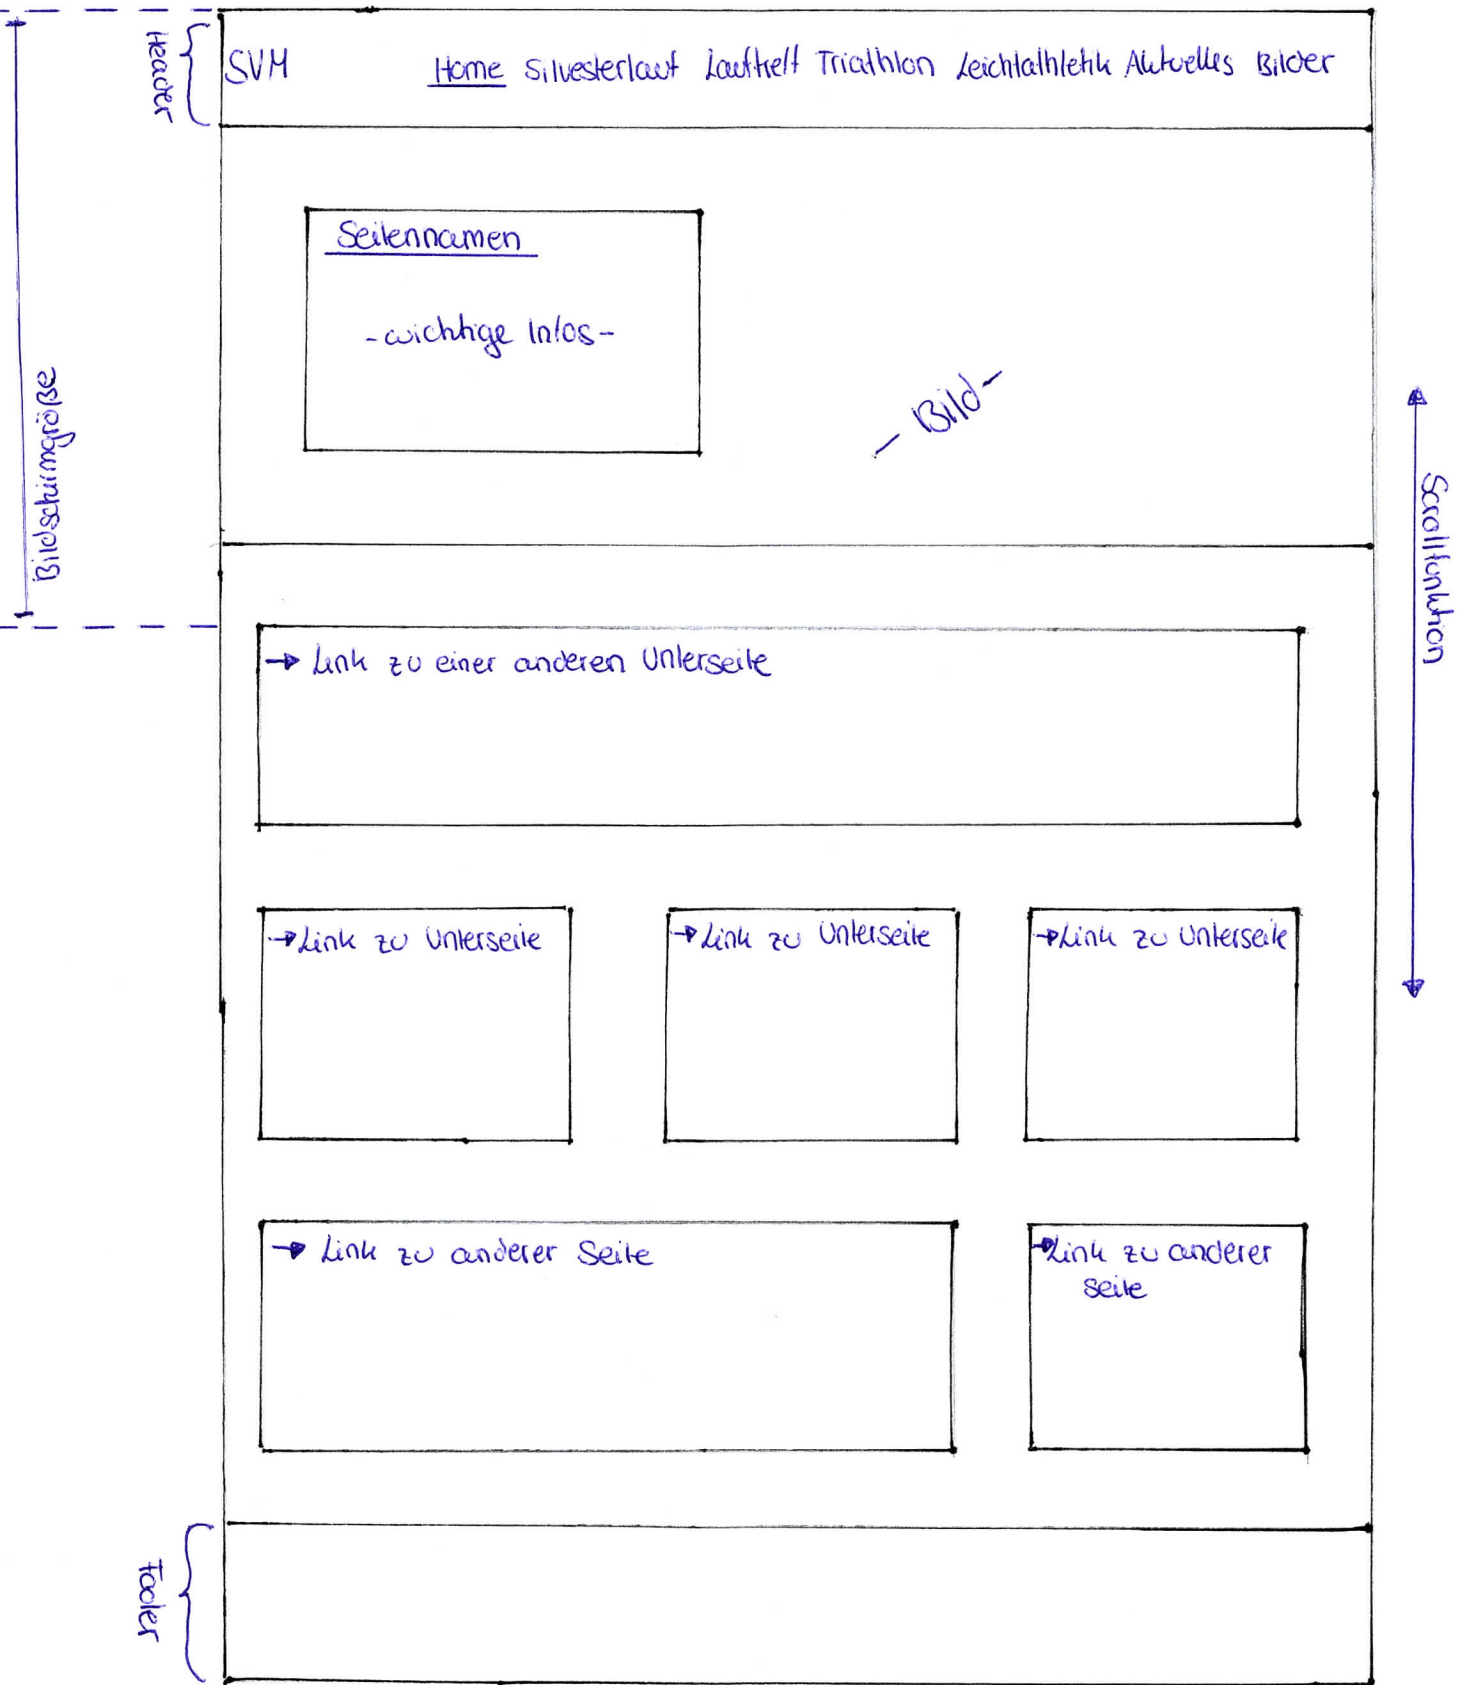 Header
SVM
Home Silvesterlauf Lauftreff Triathlon Leichtathletik Aktuelles Bilder
Seitennamen
- wichtige Infos -
- Bild -
Bildschirmgröße
Scrollfunktion
→ Link zu einer anderen Unterseite
→ Link zu Unterseite
→ Link zu Unterseite
→ Link zu Unterseite
→ Link zu anderer Seite
→ Link zu anderer
Seite
Footer